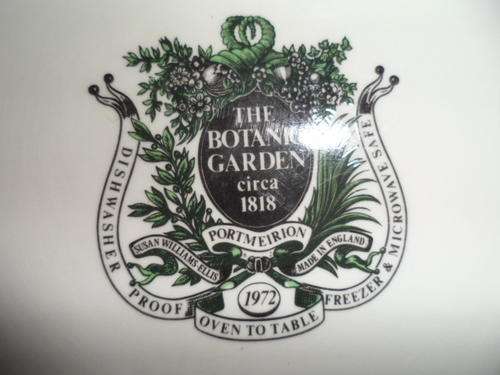 THE
BOTANIC
GARDEN
circa
1818
PORTMEIRION
SUSAN WILLIAMS-ELLIS
MADE IN ENGLAND
1972
DISHWASHER PROOF
OVEN TO TABLE
FREEZER & MICROWAVE SAFE